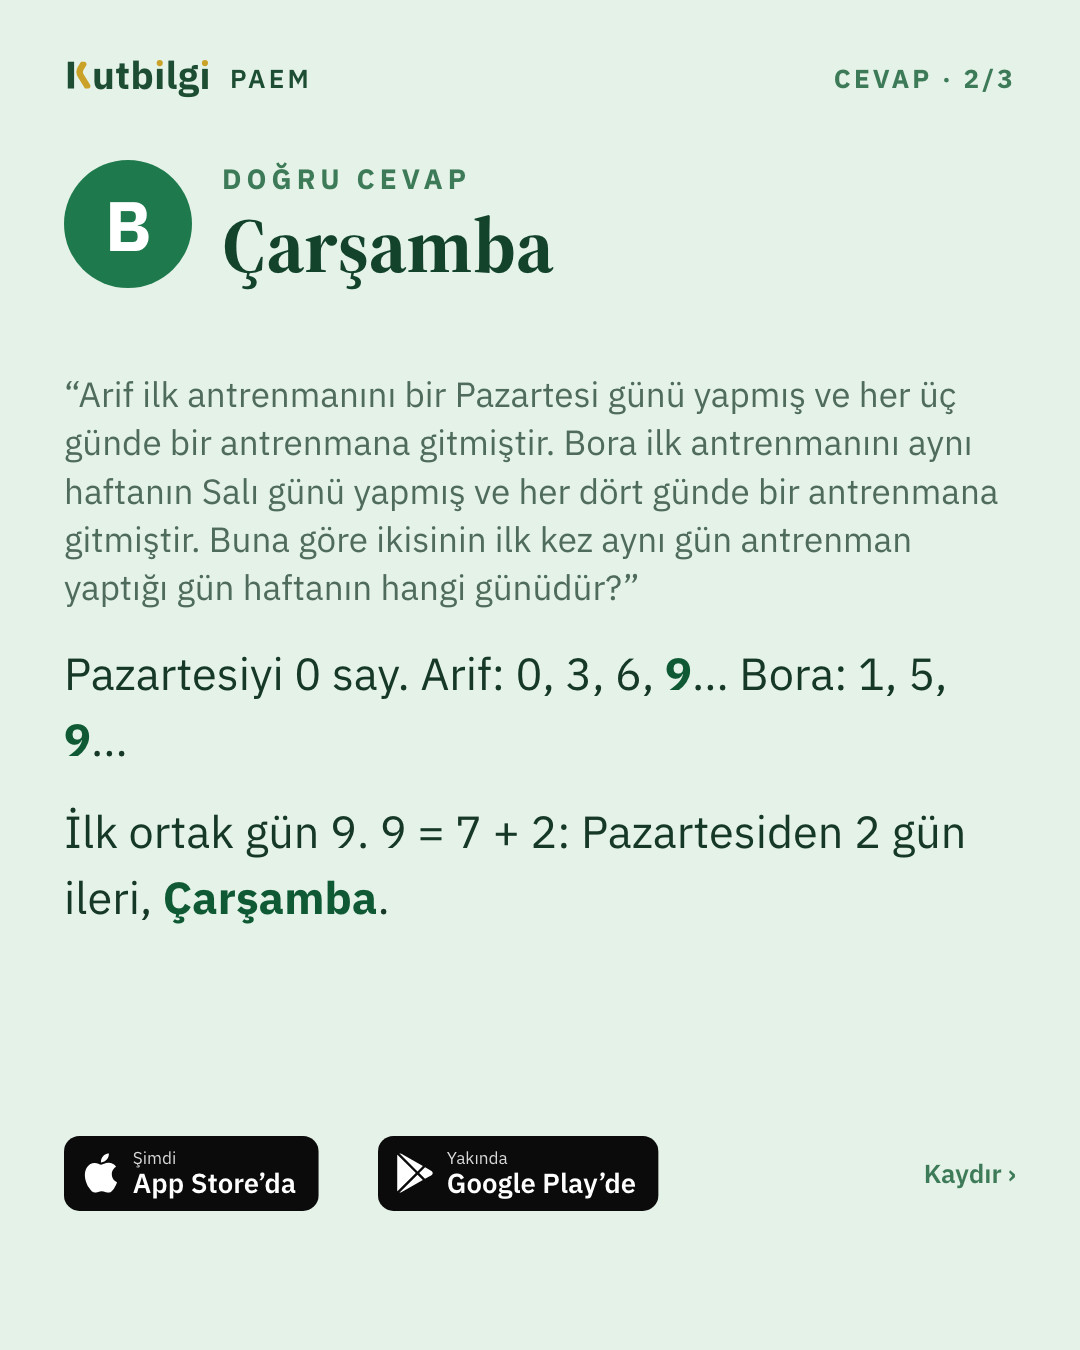 Kutbilgi PAEM
CEVAP · 2/3
B
DOĞRU CEVAP
Çarşamba
“Arif ilk antrenmanını bir Pazartesi günü yapmış ve her üç
günde bir antrenmana gitmiştir. Bora ilk antrenmanını aynı
haftanın Salı günü yapmış ve her dört günde bir antrenmana
gitmiştir. Buna göre ikisinin ilk kez aynı gün antrenman
yaptığı gün haftanın hangi günüdür?”
Pazartesiyi 0 say. Arif: 0, 3, 6, 9… Bora: 1, 5,
9…
İlk ortak gün 9. 9 = 7 + 2: Pazartesiden 2 gün
ileri, Çarşamba.
Şimdi
App Store’da
Yakında
Google Play’de
Kaydır ›